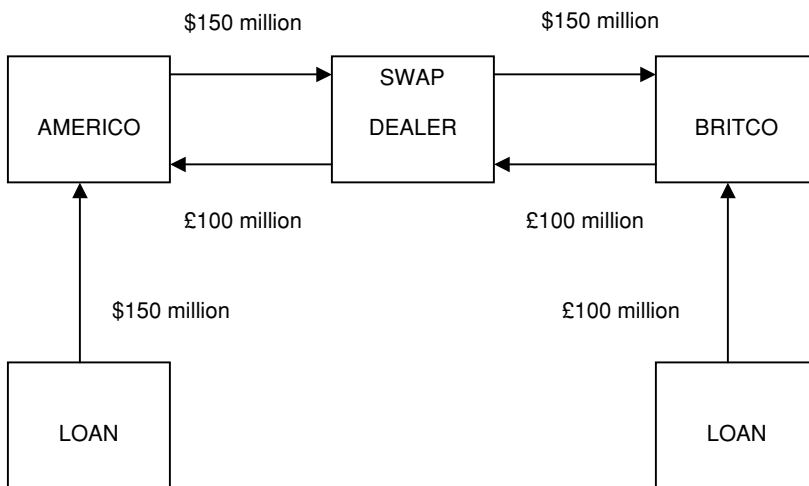 $150 million
$150 million
SWAP
DEALER
AMERICO
BRITCO
£100 million
£100 million
$150 million
£100 million
LOAN
LOAN